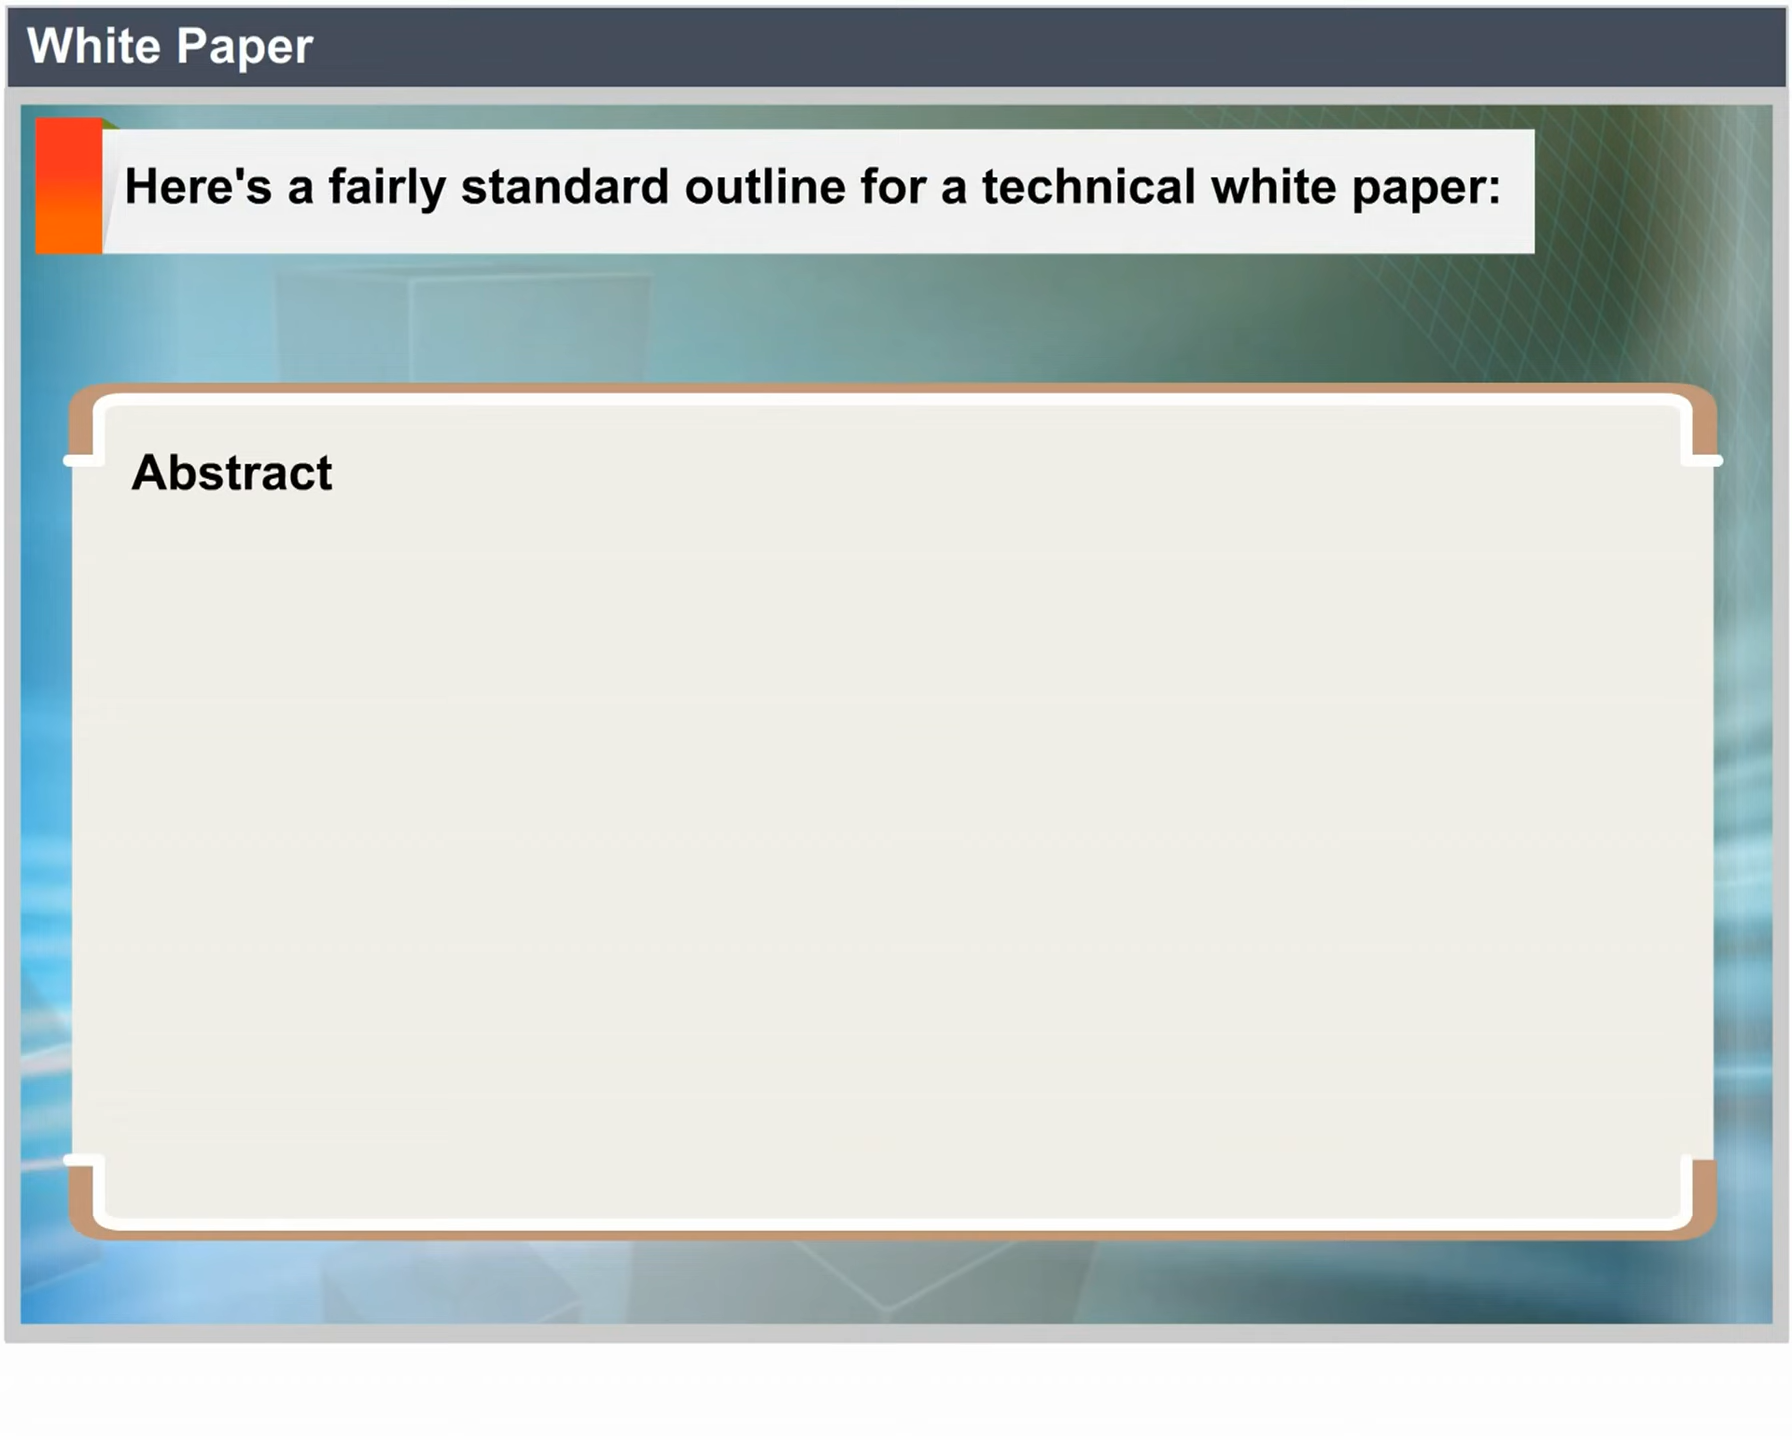 White Paper
Here's a fairly standard outline for a technical white paper:
Abstract